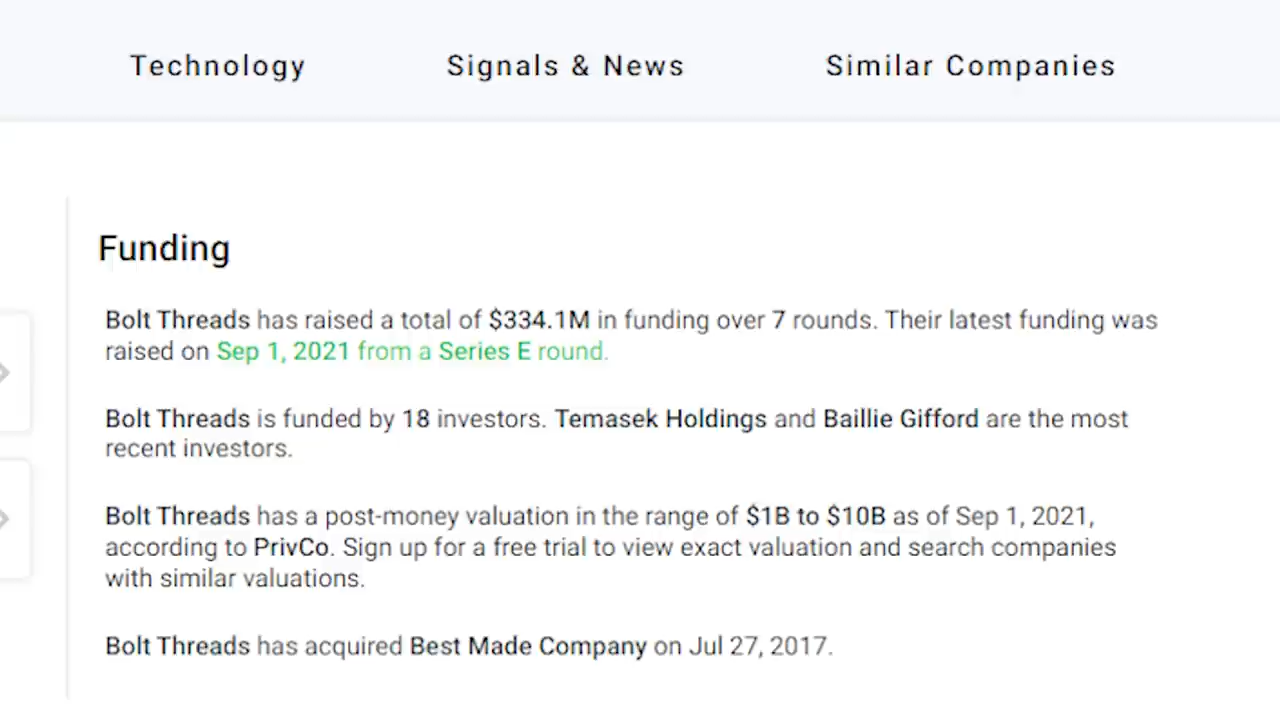 Technology Signals & News Similar Companies
Funding
Bolt Threads has raised a total of $334.1M in funding over 7 rounds. Their latest funding was
raised on Sep 1, 2021 from a Series E round.
Bolt Threads is funded by 18 investors. Temasek Holdings and Baillie Gifford are the most
recent investors.
Bolt Threads has a post-money valuation in the range of $1B to $10B as of Sep 1, 2021,
according to PrivCo. Sign up for a free trial to view exact valuation and search companies
with similar valuations.
Bolt Threads has acquired Best Made Company on Jul 27, 2017.